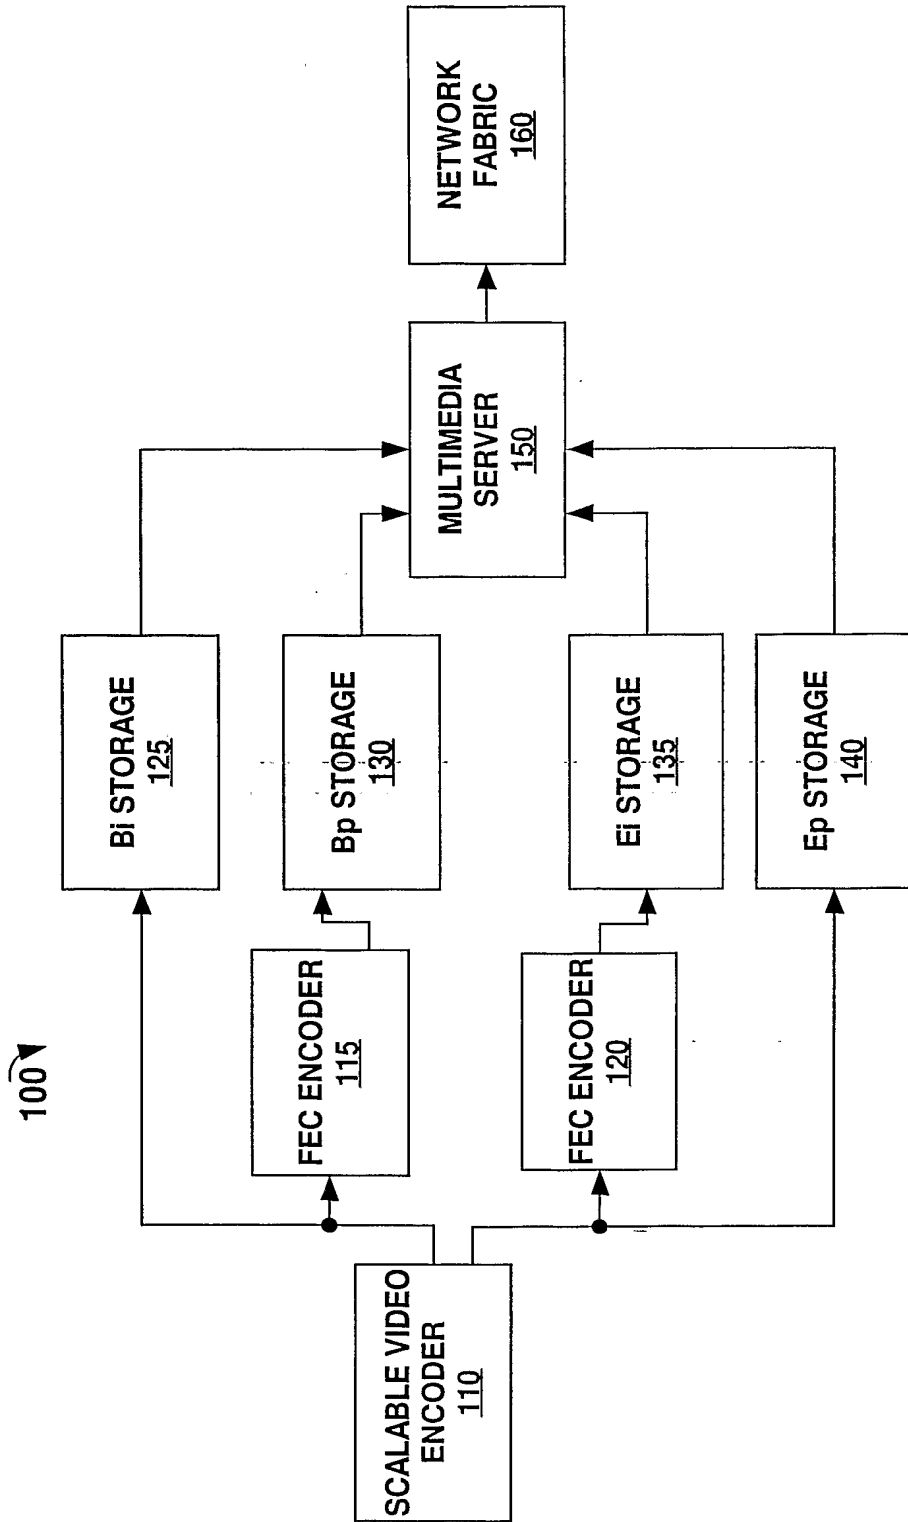 100
SCALABLE VIDEO
ENCODER
110
FEC ENCODER
115
FEC ENCODER
120
Bi STORAGE
125
Bp STORAGE
130
Ei STORAGE
135
Ep STORAGE
140
MULTIMEDIA
SERVER
150
NETWORK
FABRIC
160